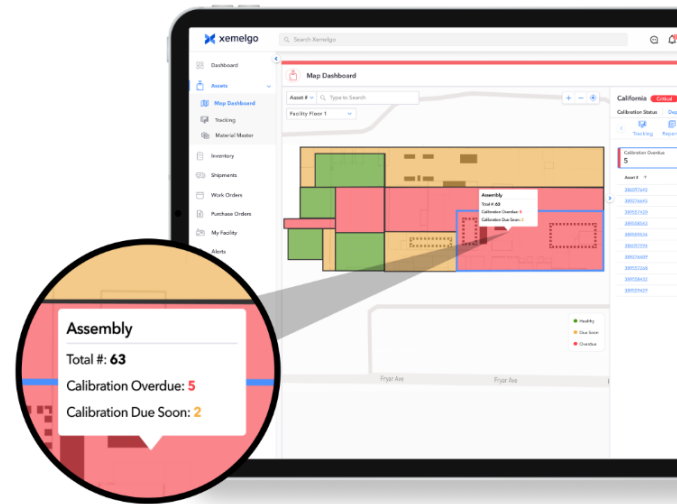 xemelgo
Search Xemelgo
Dashboard
Assets
Map Dashboard
Tracking
Material Master
Inventory
Shipments
Work Orders
Purchase Orders
My Facility
Alerts
Map Dashboard
Asset #
Type to Search
Facility Floor 1
Assembly
Total #: 63
Calibration Overdue: 5
Calibration Due Soon: 2
Healthy
Due Soon
Overdue
Fryar Ave
Fryar Ave
California Critical
Calibration Status
Tracking
Calibration Overdue
5
Asset #
Assembly
Total #: 63
Calibration Overdue: 5
Calibration Due Soon: 2